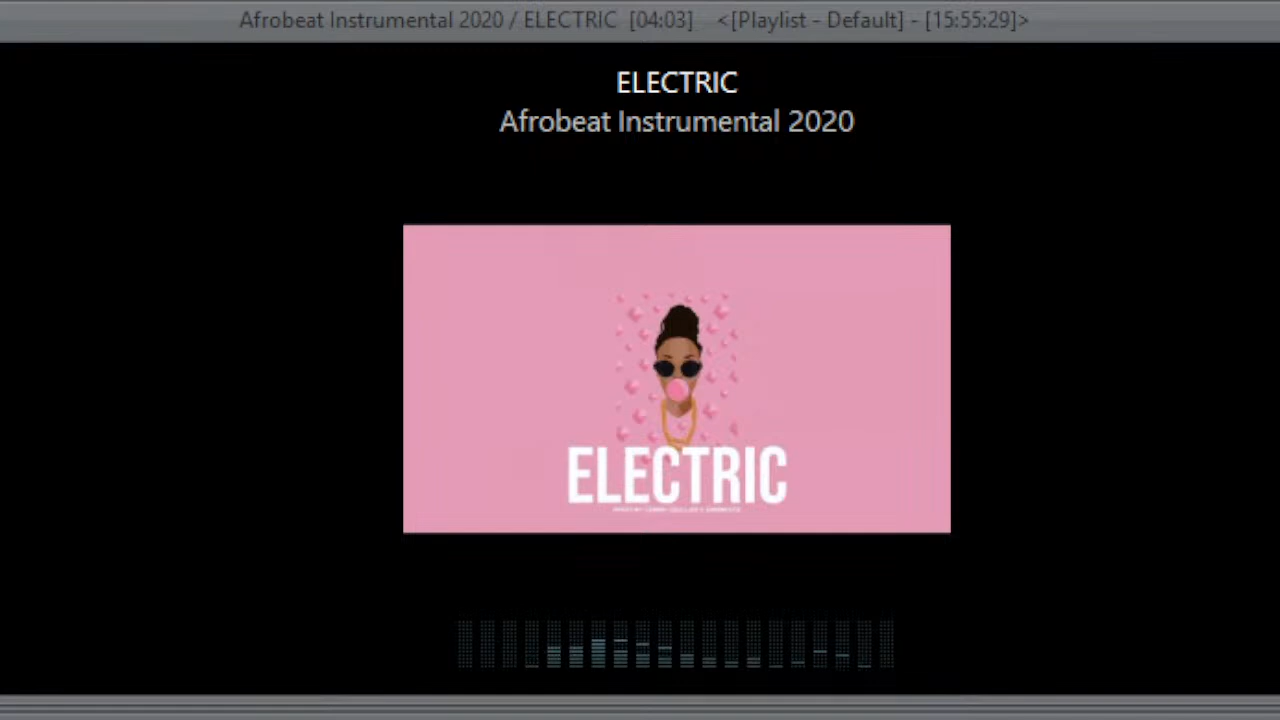 Afrobeat Instrumental 2020 / ELECTRIC [04:03] <[Playlist - Default] - [15:55:29]>
ELECTRIC
Afrobeat Instrumental 2020
ELECTRIC